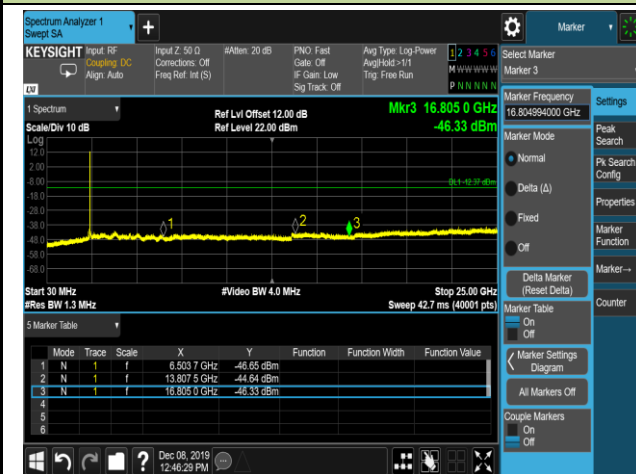 Spectrum Analyzer 1
Swept SA
+
Marker
KEYSIGHT
LXI
Input: RF
Coupling: DC
Align: Auto
Input Z: 50 Ω
Corrections: Off
Freq Ref: Int (S)
#Atten: 20 dB
PNO: Fast
Gate: Off
IF Gain: Low
Sig Track: Off
Avg Type: Log-Power
Avg|Hold:>1/1
Trig: Free Run
1 2 3 4 5 6
M W W W W W
P N N N N N
Select Marker
Marker 3
1 Spectrum
Scale/Div 10 dB
Log
Ref Lvl Offset 12.00 dB
Ref Level 22.00 dBm
Mkr3 16.805 0 GHz
-46.33 dBm
12.0
2.00
-8.00
-18.0
-28.0
-38.0
-48.0
-58.0
-68.0
DL1 -12.37 dBm
1
2
3
Start 30 MHz
#Res BW 1.3 MHz
#Video BW 4.0 MHz
Stop 25.00 GHz
Sweep 42.7 ms (40001 pts)
5 Marker Table
Mode Trace Scale X Y Function Function Width Function Value
1 N 1 f 6.503 7 GHz -46.65 dBm
2 N 1 f 13.807 5 GHz -44.64 dBm
3 N 1 f 16.805 0 GHz -46.33 dBm
4
5
6
Marker Frequency
16.804994000 GHz
Marker Mode
Normal
Delta (Δ)
Fixed
Off
Delta Marker
(Reset Delta)
Marker Table
On
Off
Marker Settings
Diagram
All Markers Off
Couple Markers
On
Off
Settings
Peak
Search
Pk Search
Config
Properties
Marker
Function
Marker→
Counter
?
Dec 08, 2019
12:46:29 PM